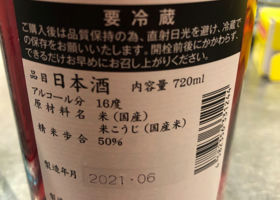 要冷蔵
ご購入後は品質保持の為、直射日光を避け、冷蔵で
の保存をお願いいたします。開栓前後にかかわらず、
できるだけお早めにお召し上がりください。
品目 日本酒 内容量 720ml
アルコール分 16度
原材料名 米(国産)
米こうじ(国産米)
精米歩合 50%
製造年月 2021・06